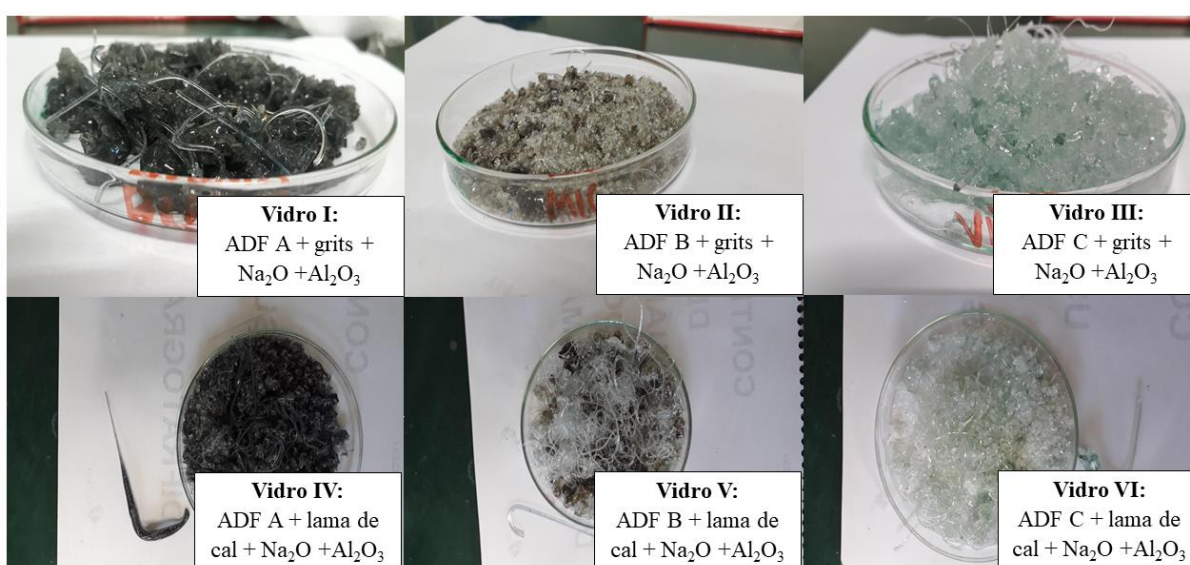 Vidro I:
ADF A + grits +
Na₂O +Al₂O₃
Vidro II:
ADF B + grits +
Na₂O +Al₂O₃
Vidro III:
ADF C + grits +
Na₂O +Al₂O₃
Vidro IV:
ADF A + lama de
cal + Na₂O +Al₂O₃
Vidro V:
ADF B + lama de
cal + Na₂O +Al₂O₃
Vidro VI:
ADF C + lama de
cal + Na₂O +Al₂O₃